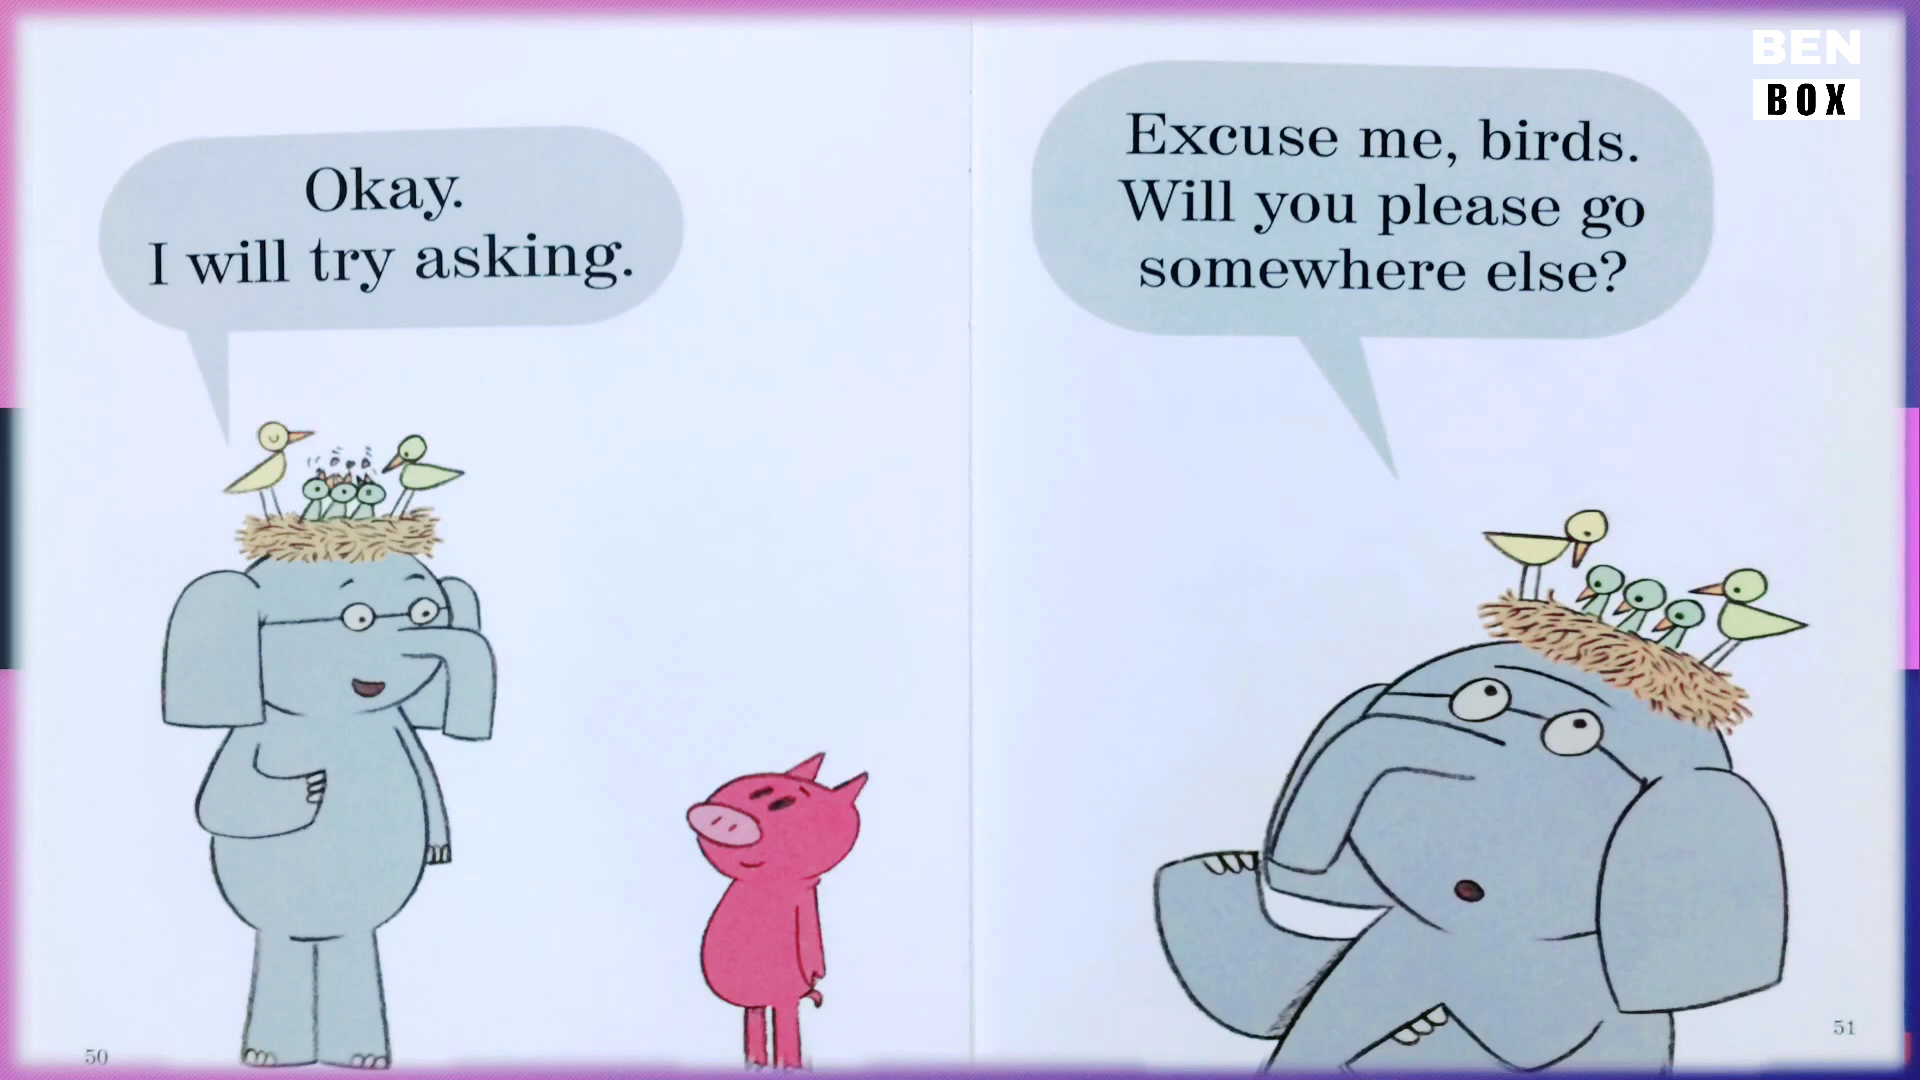 Okay.
I will try asking.
50
Excuse me, birds.
Will you please go
somewhere else?
51
BEN
BOX